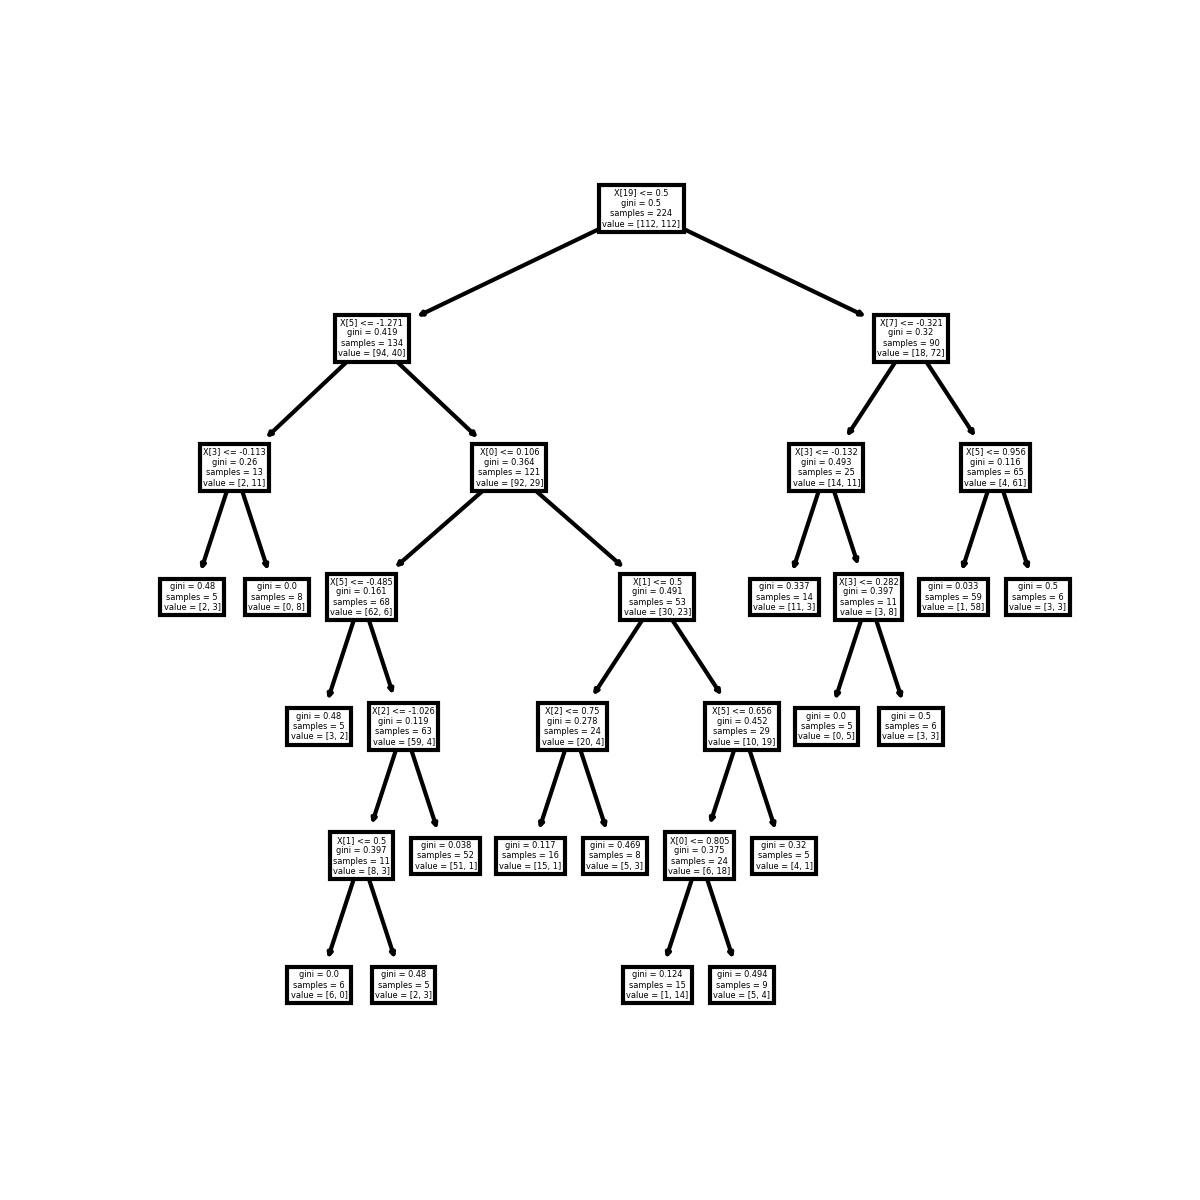 X[19] <= 0.5
gini = 0.5
samples = 224
value = [112, 112]
X[5] <= -1.271
gini = 0.419
samples = 134
value = [94, 40]
X[7] <= -0.321
gini = 0.32
samples = 90
value = [18, 72]
X[3] <= -0.113
gini = 0.26
samples = 13
value = [2, 11]
X[0] <= 0.106
gini = 0.364
samples = 121
value = [92, 29]
X[3] <= -0.132
gini = 0.493
samples = 25
value = [14, 11]
X[5] <= 0.956
gini = 0.116
samples = 65
value = [4, 61]
gini = 0.48
samples = 5
value = [2, 3]
gini = 0.0
samples = 8
value = [0, 8]
X[5] <= -0.485
gini = 0.161
samples = 68
value = [62, 6]
X[1] <= 0.5
gini = 0.491
samples = 53
value = [30, 23]
gini = 0.337
samples = 14
value = [11, 3]
X[3] <= 0.282
gini = 0.397
samples = 11
value = [3, 8]
gini = 0.033
samples = 59
value = [1, 58]
gini = 0.5
samples = 6
value = [3, 3]
gini = 0.48
samples = 5
value = [3, 2]
X[2] <= -1.026
gini = 0.119
samples = 63
value = [59, 4]
X[2] <= 0.75
gini = 0.278
samples = 24
value = [20, 4]
X[5] <= 0.656
gini = 0.452
samples = 29
value = [10, 19]
gini = 0.0
samples = 5
value = [0, 5]
gini = 0.5
samples = 6
value = [3, 3]
X[1] <= 0.5
gini = 0.397
samples = 11
value = [8, 3]
gini = 0.038
samples = 52
value = [51, 1]
gini = 0.117
samples = 16
value = [15, 1]
gini = 0.469
samples = 8
value = [5, 3]
X[0] <= 0.805
gini = 0.375
samples = 24
value = [6, 18]
gini = 0.32
samples = 5
value = [4, 1]
gini = 0.0
samples = 6
value = [6, 0]
gini = 0.48
samples = 5
value = [2, 3]
gini = 0.124
samples = 15
value = [1, 14]
gini = 0.494
samples = 9
value = [5, 4]